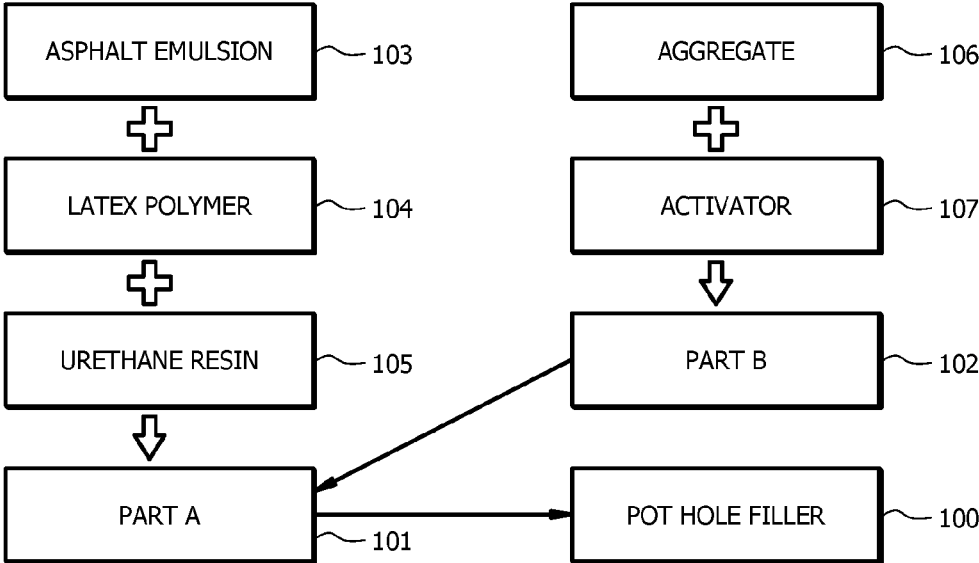 ASPHALT EMULSION 103
AGGREGATE 106
LATEX POLYMER 104
ACTIVATOR 107
URETHANE RESIN 105
PART B 102
PART A 101
POT HOLE FILLER 100